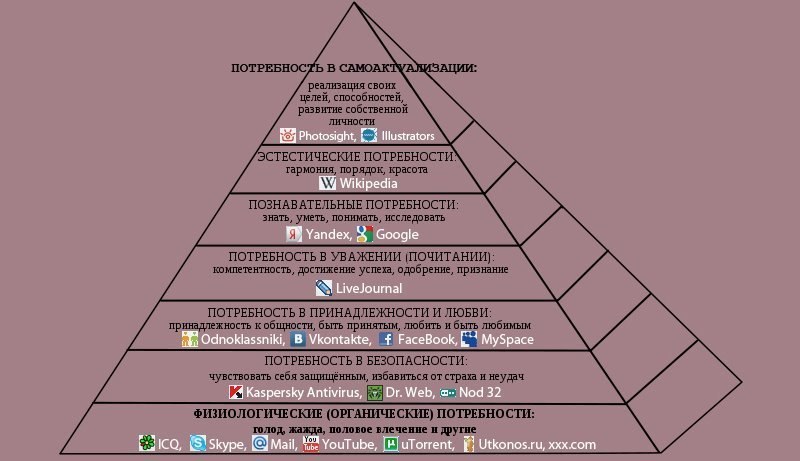 ПОТРЕБНОСТЬ В САМОАКТУАЛИЗАЦИИ:
реализация своих
целей, способностей,
развитие собственной
личности
Photosight, Illustrators
ЭСТЕСТИЧЕСКИЕ ПОТРЕБНОСТИ:
гармония, порядок, красота
W Wikipedia
ПОЗНАВАТЕЛЬНЫЕ ПОТРЕБНОСТИ:
знать, уметь, понимать, исследовать
Я Yandex, g Google
ПОТРЕБНОСТЬ В УВАЖЕНИИ (ПОЧИТАНИИ):
компетентность, достижение успеха, одобрение, признание
LiveJournal
ПОТРЕБНОСТЬ В ПРИНАДЛЕЖНОСТИ И ЛЮБВИ:
принадлежность к общности, быть принятым, любить и быть любимым
Odnoklassniki, B Vkontakte, f FaceBook, MySpace
ПОТРЕБНОСТЬ В БЕЗОПАСНОСТИ:
чувствовать себя защищённым, избавиться от страха и неудач
K Kaspersky Antivirus, Dr. Web, Nod 32
ФИЗИОЛОГИЧЕСКИЕ (ОРГАНИЧЕСКИЕ) ПОТРЕБНОСТИ:
голод, жажда, половое влечение и другие
ICQ, S Skype, @ Mail, You Tube YouTube, µ uTorrent, Utkonos.ru, xxx.com